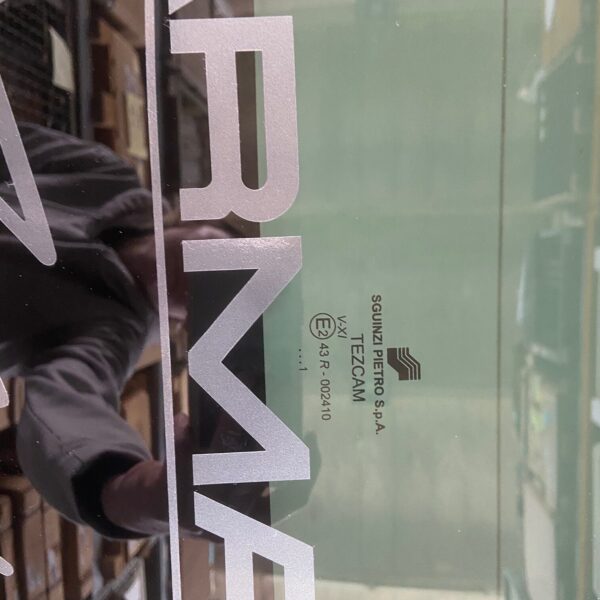 ARMA
SGUINZI PIETRO S.p.A.
TEZCAM
V-XI
E2 43 R - 002410
...1